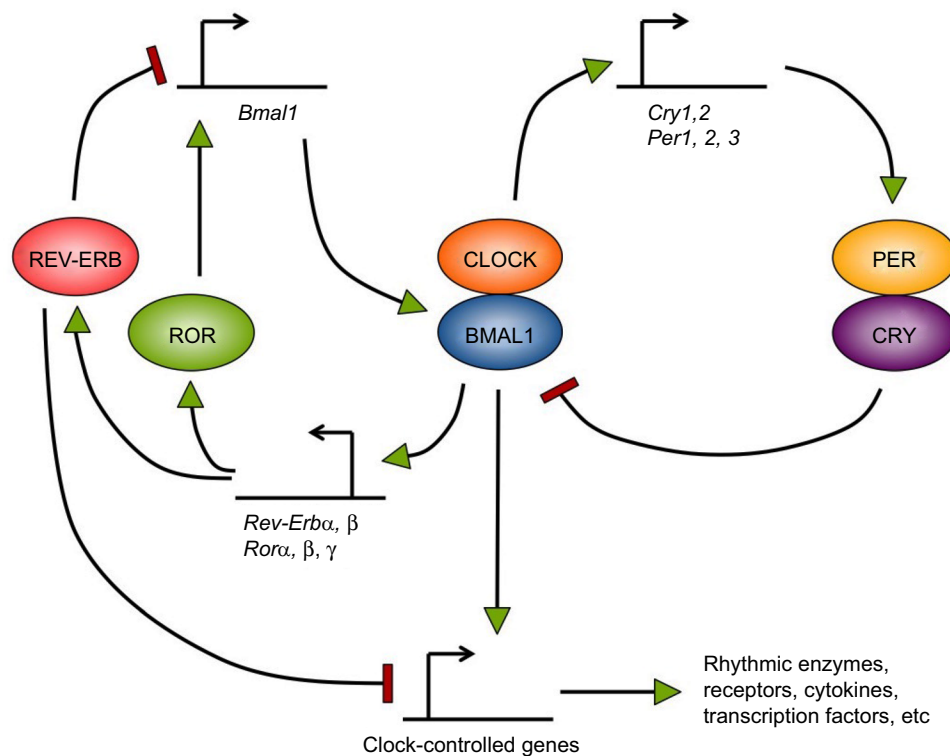 Bmal1
Cry1,2
Per1, 2, 3
REV-ERB
CLOCK
PER
ROR
BMAL1
CRY
Rev-Erbα, β
Rorα, β, γ
Rhythmic enzymes,
receptors, cytokines,
transcription factors, etc
Clock-controlled genes